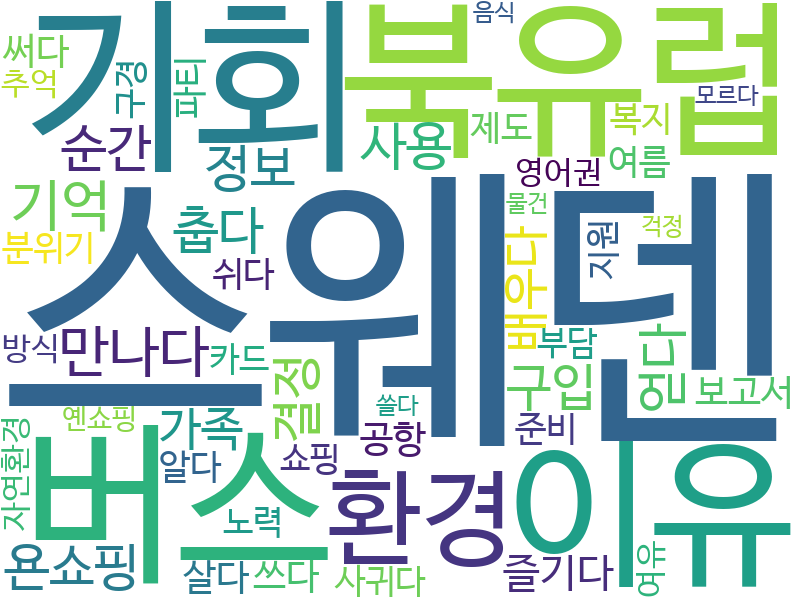 음식
써다
기회
북유럽
추억
구경
파티
모르다
순간
정보
사용
제도
복지
영어권
여름
기억
춥다
물건
걱정
분위기
쉬다
스웨덴
배우다
지원
방식
만나다
카드
결정
부담
얻다
구입
보고서
옌쇼핑
가족
쓸다
공항
준비
자연환경
버스
알다
쇼핑
환경
이유
노력
욘쇼핑
살다
쓰다
사귀다
즐기다
여유